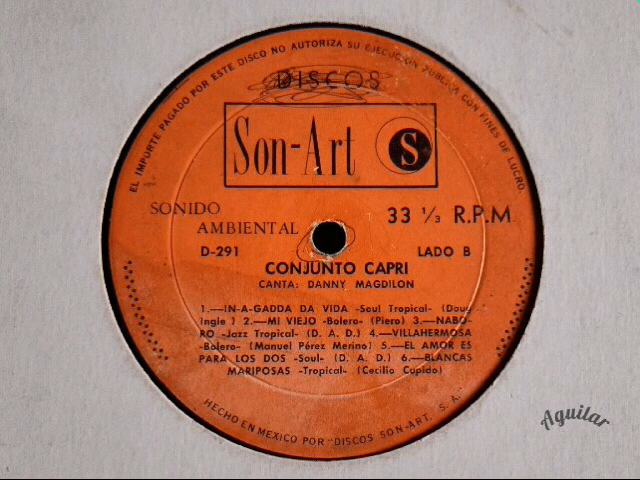 EL IMPORTE PAGADO POR ESTE DISCO NO AUTORIZA SU EJECUCION PUBLICA CON FINES DE LUCRO.
DISCOS
Son-Art S
SONIDO
AMBIENTAL
33 1/3 R.P.M
D-291
LADO B
CONJUNTO CAPRI
CANTA: DANNY MAGDILON
1.—IN-A-GADDA DA VIDA -Soul Tropical- (Doug
Ingle ) 2.—MI VIEJO -Bolero- (Piero) 3.—NABO-
RO -Jazz Tropical- (D. A. D.) 4.—VILLAHERMOSA
-Bolero- (Manuel Pérez Merino) 5.—EL AMOR ES
PARA LOS DOS -Soul- (D. A. D.) 6.—BLANCAS
MARIPOSAS -Tropical- (Cecilio Cupido)
HECHO EN MEXICO POR "DISCOS SON-ART, S. A."
Aguilar